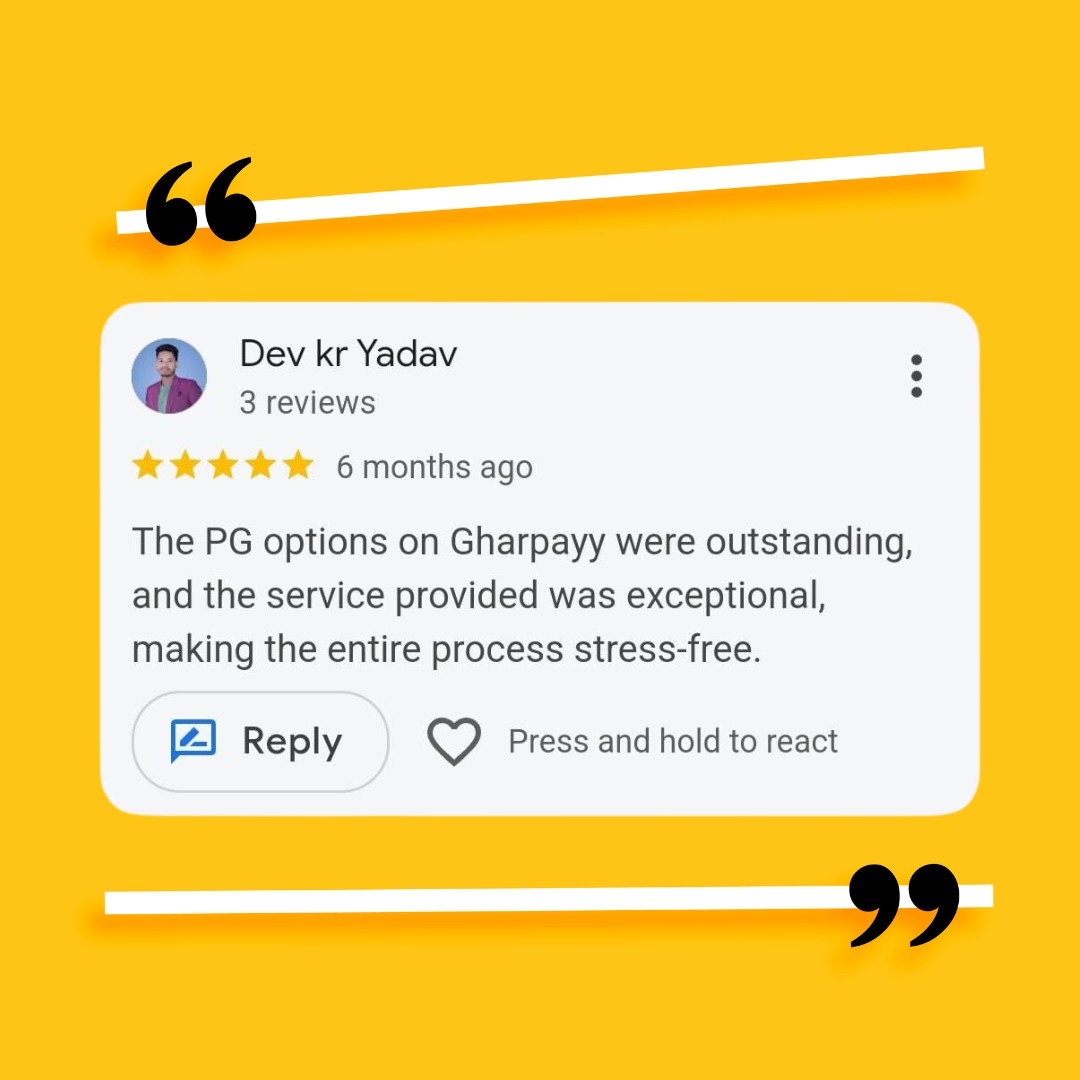 “
Dev kr Yadav
3 reviews
6 months ago
The PG options on Gharpayy were outstanding,
and the service provided was exceptional,
making the entire process stress-free.
Reply
Press and hold to react
”